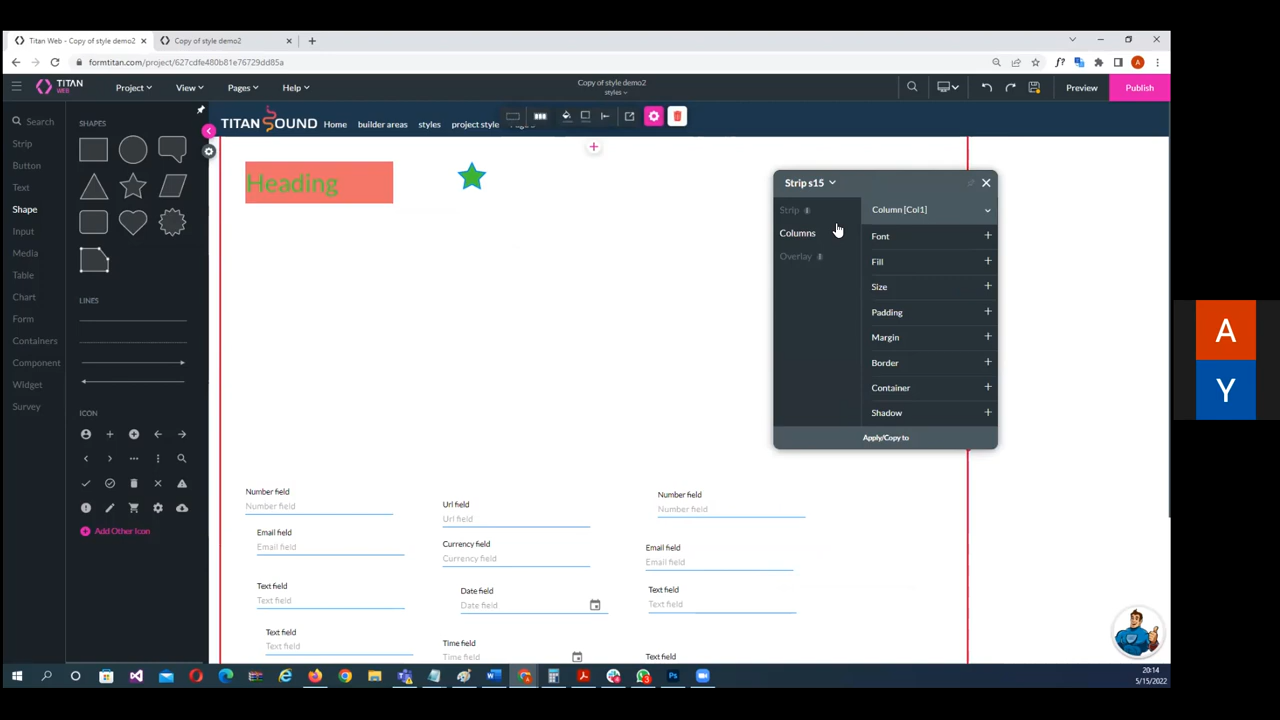 Titan Web - Copy of style demo2
Copy of style demo2
formtitan.com/project/627cdfe480b81e76729dd85a
TITAN
WEB
Project
View
Pages
Help
Copy of style demo2
styles
Preview
Publish
Search
Strip
Button
Text
Shape
Input
Media
Table
Chart
Form
Containers
Component
Widget
Survey
SHAPES
LINES
ICON
Add Other Icon
TITAN SOUND
Home
builder areas
styles
project style
Heading
Strip s15
Strip
Columns
Overlay
Column [Col1]
Font
Fill
Size
Padding
Margin
Border
Container
Shadow
Apply/Copy to
Number field
Number field
Email field
Email field
Text field
Text field
Text field
Text field
Url field
Url field
Currency field
Currency field
Date field
Date field
Time field
Time field
Number field
Number field
Email field
Email field
Text field
Text field
Text field
A
Y
20:14
5/15/2022